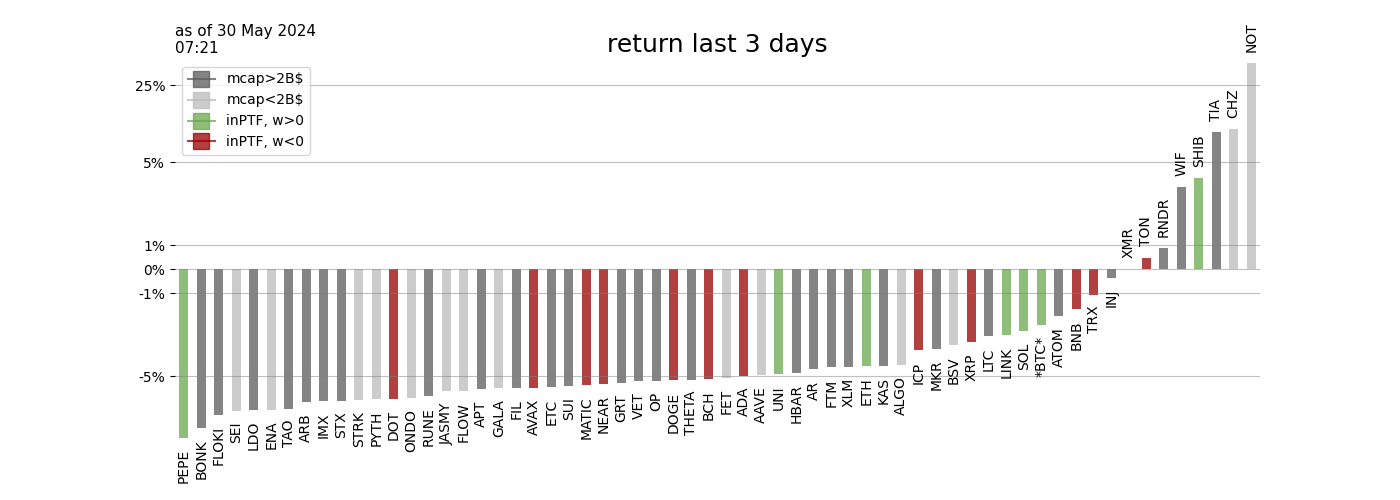 as of 30 May 2024
07:21
return last 3 days
mcap>2B$
mcap<2B$
inPTF, w>0
inPTF, w<0
25%
5%
1%
0%
-1%
-5%
PEPE
BONK
FLOKI
SEI
LDO
ENA
TAO
ARB
IMX
STX
STRK
PYTH
DOT
ONDO
RUNE
JASMY
FLOW
APT
GALA
FIL
AVAX
ETC
SUI
MATIC
NEAR
GRT
VET
OP
DOGE
THETA
BCH
FET
ADA
AAVE
UNI
HBAR
AR
FTM
XLM
ETH
KAS
ALGO
ICP
MKR
BSV
XRP
LTC
LINK
SOL
*BTC*
ATOM
BNB
TRX
INJ
XMR
TON
RNDR
WIF
SHIB
TIA
CHZ
NOT